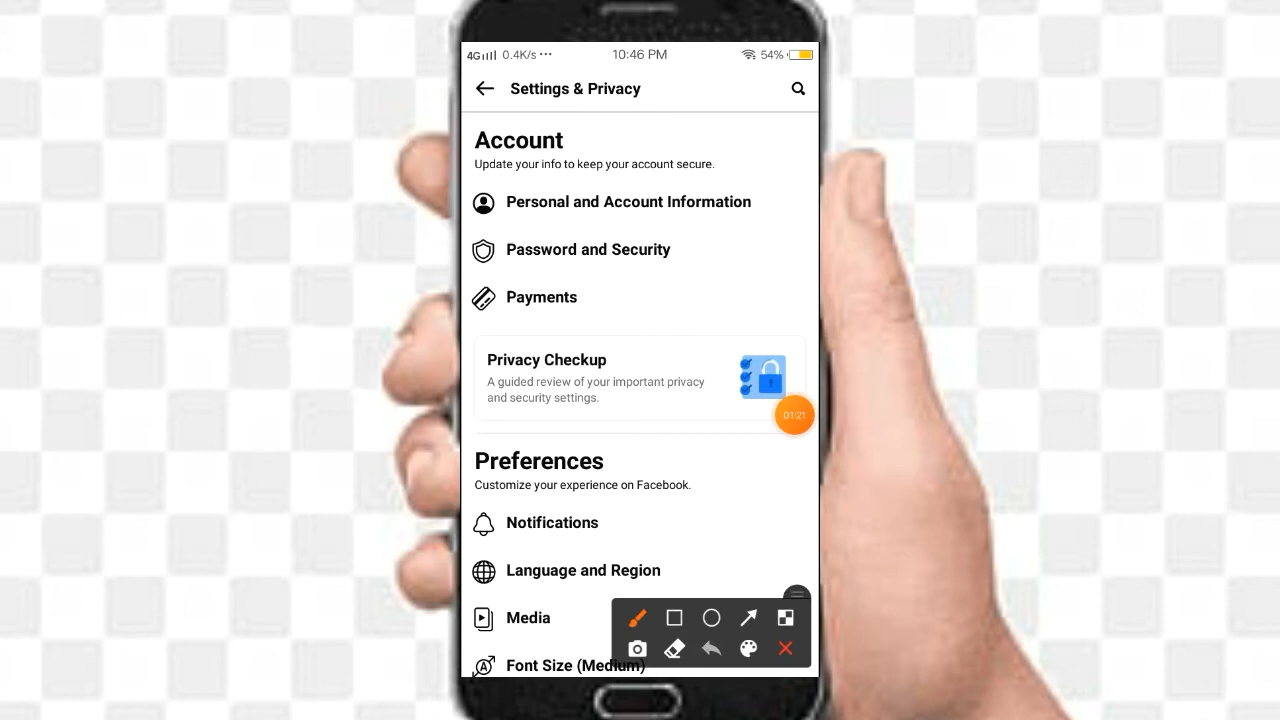 4G 0.4K/s ••• 10:46 PM 54%
Settings & Privacy
Account
Update your info to keep your account secure.
Personal and Account Information
Password and Security
Payments
Privacy Checkup
A guided review of your important privacy
and security settings.
01:21
Preferences
Customize your experience on Facebook.
Notifications
Language and Region
Media
Font Size (Medium)